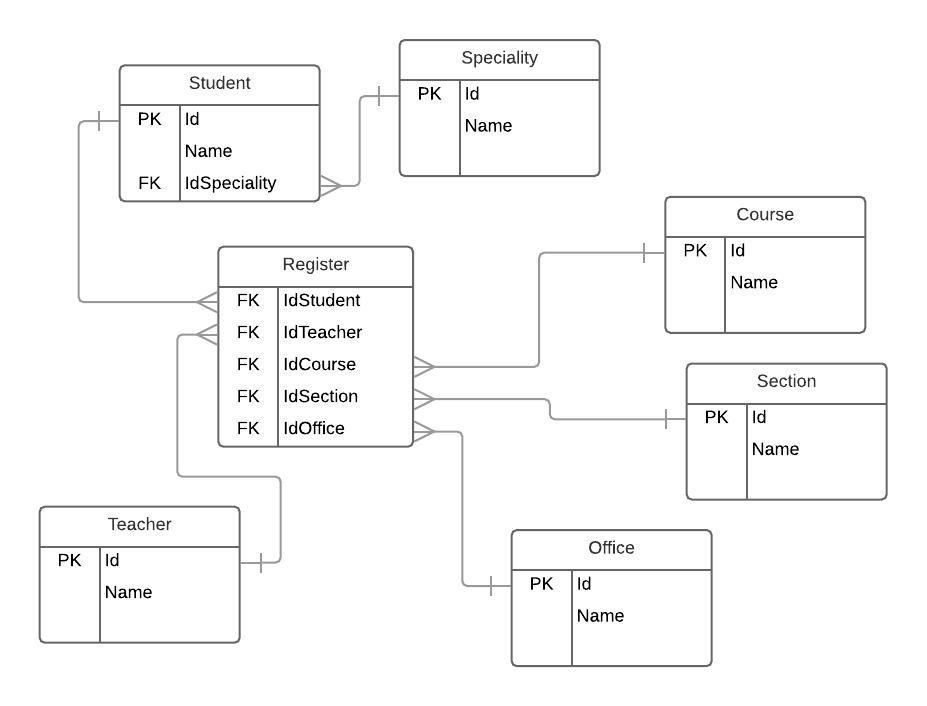 Student
PK Id
Name
FK IdSpeciality
Speciality
PK Id
Name
Register
FK IdStudent
FK IdTeacher
FK IdCourse
FK IdSection
FK IdOffice
Course
PK Id
Name
Section
PK Id
Name
Teacher
PK Id
Name
Office
PK Id
Name